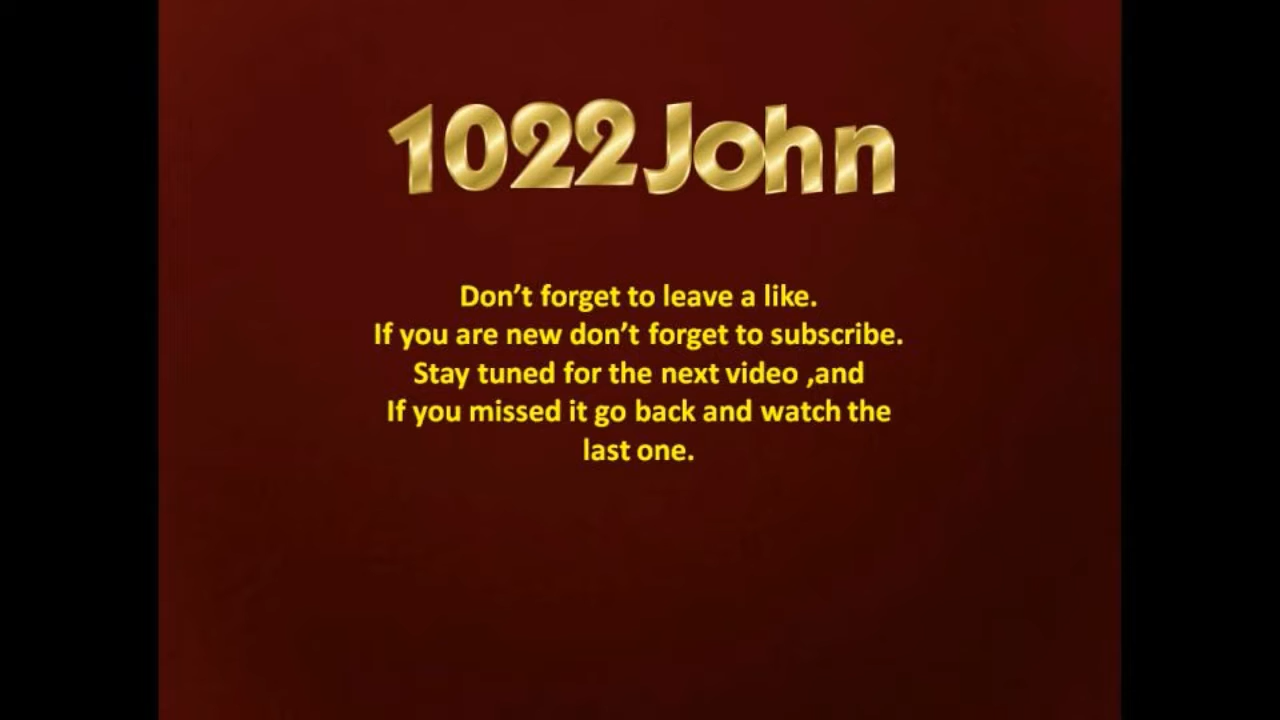 1022John
Don’t forget to leave a like.
If you are new don’t forget to subscribe.
Stay tuned for the next video ,and
If you missed it go back and watch the
last one.